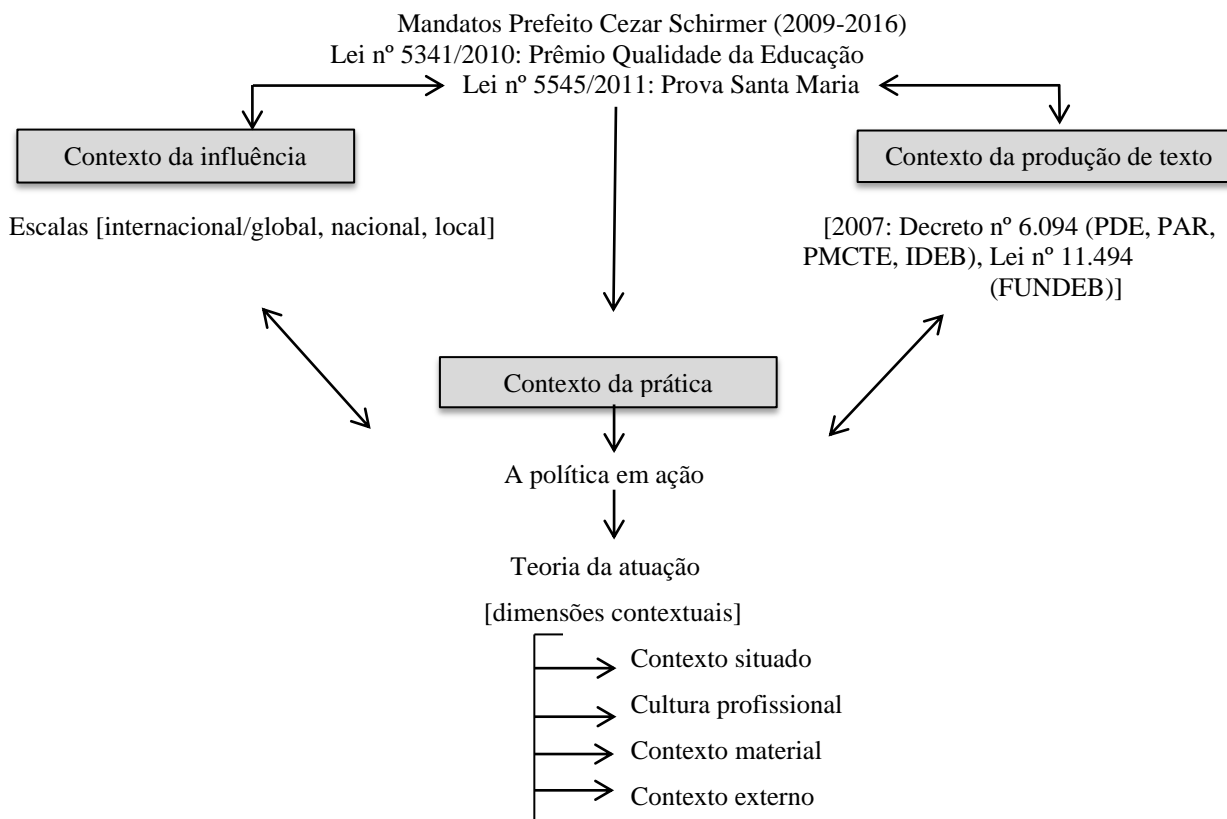 Mandatos Prefeito Cezar Schirmer (2009-2016)
Lei nº 5341/2010: Prêmio Qualidade da Educação
Lei nº 5545/2011: Prova Santa Maria
Contexto da influência
Contexto da produção de texto
Escalas [internacional/global, nacional, local]
[2007: Decreto nº 6.094 (PDE, PAR,
PMCTE, IDEB), Lei nº 11.494
(FUNDEB)]
Contexto da prática
A política em ação
Teoria da atuação
[dimensões contextuais]
Contexto situado
Cultura profissional
Contexto material
Contexto externo